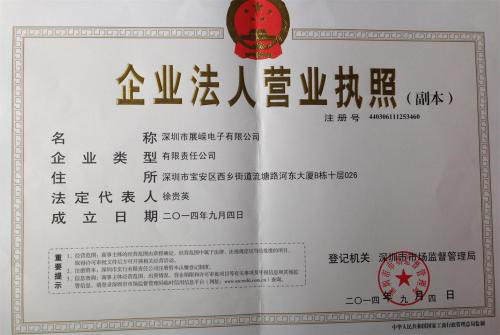 企业法人营业执照（副本）
注册号 440306111253460
名称 深圳市展嵘电子有限公司
企业类型 有限责任公司
住所 深圳市宝安区西乡街道流塘路河东大厦B栋十层026
法定代表人 徐贵英
成立日期 二〇一四年九月四日
重要提示
登记机关 深圳市市场监督管理局
二〇一四年九月四日
中华人民共和国国家工商行政管理总局监制